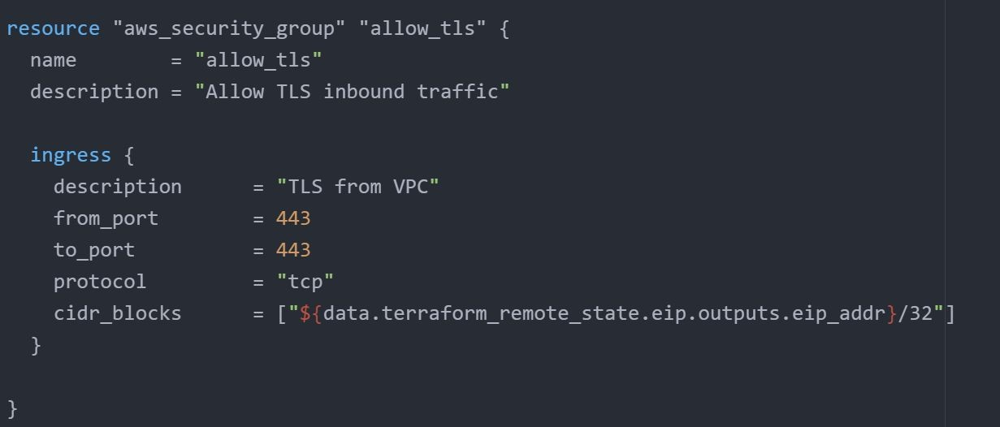 resource "aws_security_group" "allow_tls" {
  name        = "allow_tls"
  description = "Allow TLS inbound traffic"

  ingress {
    description      = "TLS from VPC"
    from_port        = 443
    to_port          = 443
    protocol         = "tcp"
    cidr_blocks      = ["${data.terraform_remote_state.eip.outputs.eip_addr}/32"]
  }

}